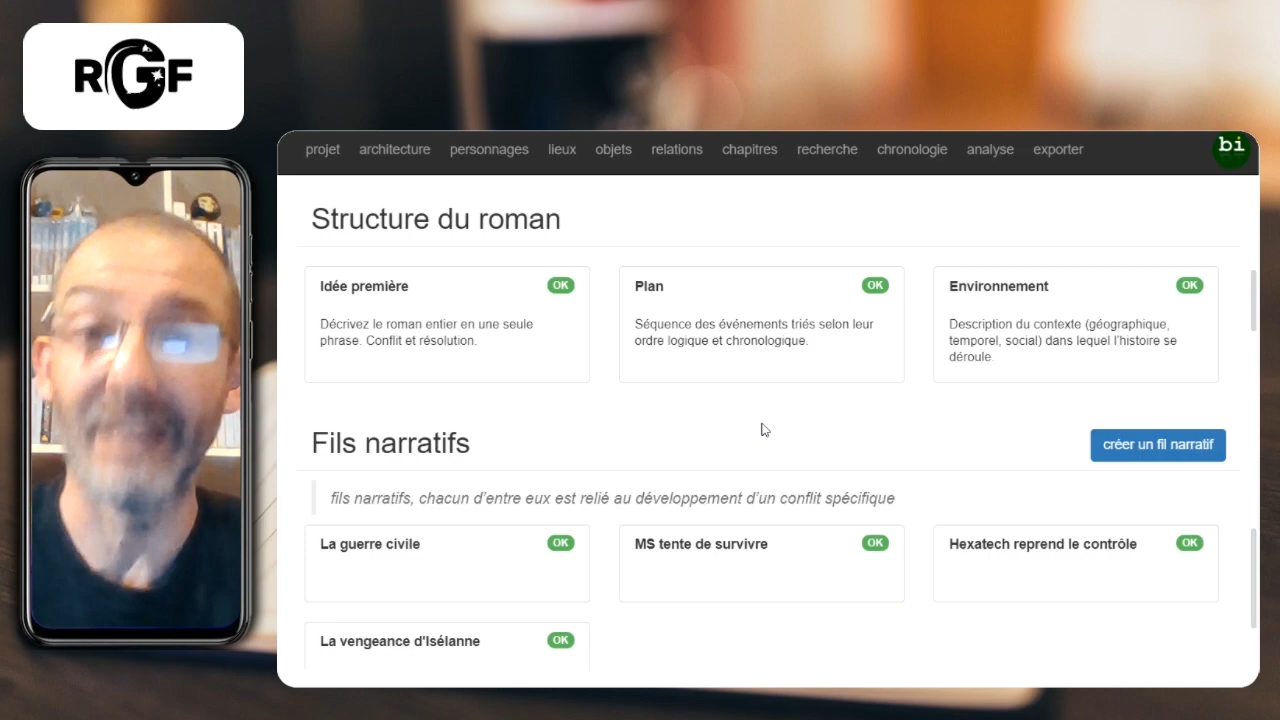 RGF
projet architecture personnages lieux objets relations chapitres recherche chronologie analyse exporter bi
Structure du roman
Idée première OK
Décrivez le roman entier en une seule
phrase. Conflit et résolution.
Plan OK
Séquence des événements triés selon leur
ordre logique et chronologique.
Environnement OK
Description du contexte (géographique,
temporel, social) dans lequel l'histoire se
déroule.
Fils narratifs
créer un fil narratif
fils narratifs, chacun d'entre eux est relié au développement d'un conflit spécifique
La guerre civile OK
MS tente de survivre OK
Hexatech reprend le contrôle OK
La vengeance d'Isélanne OK